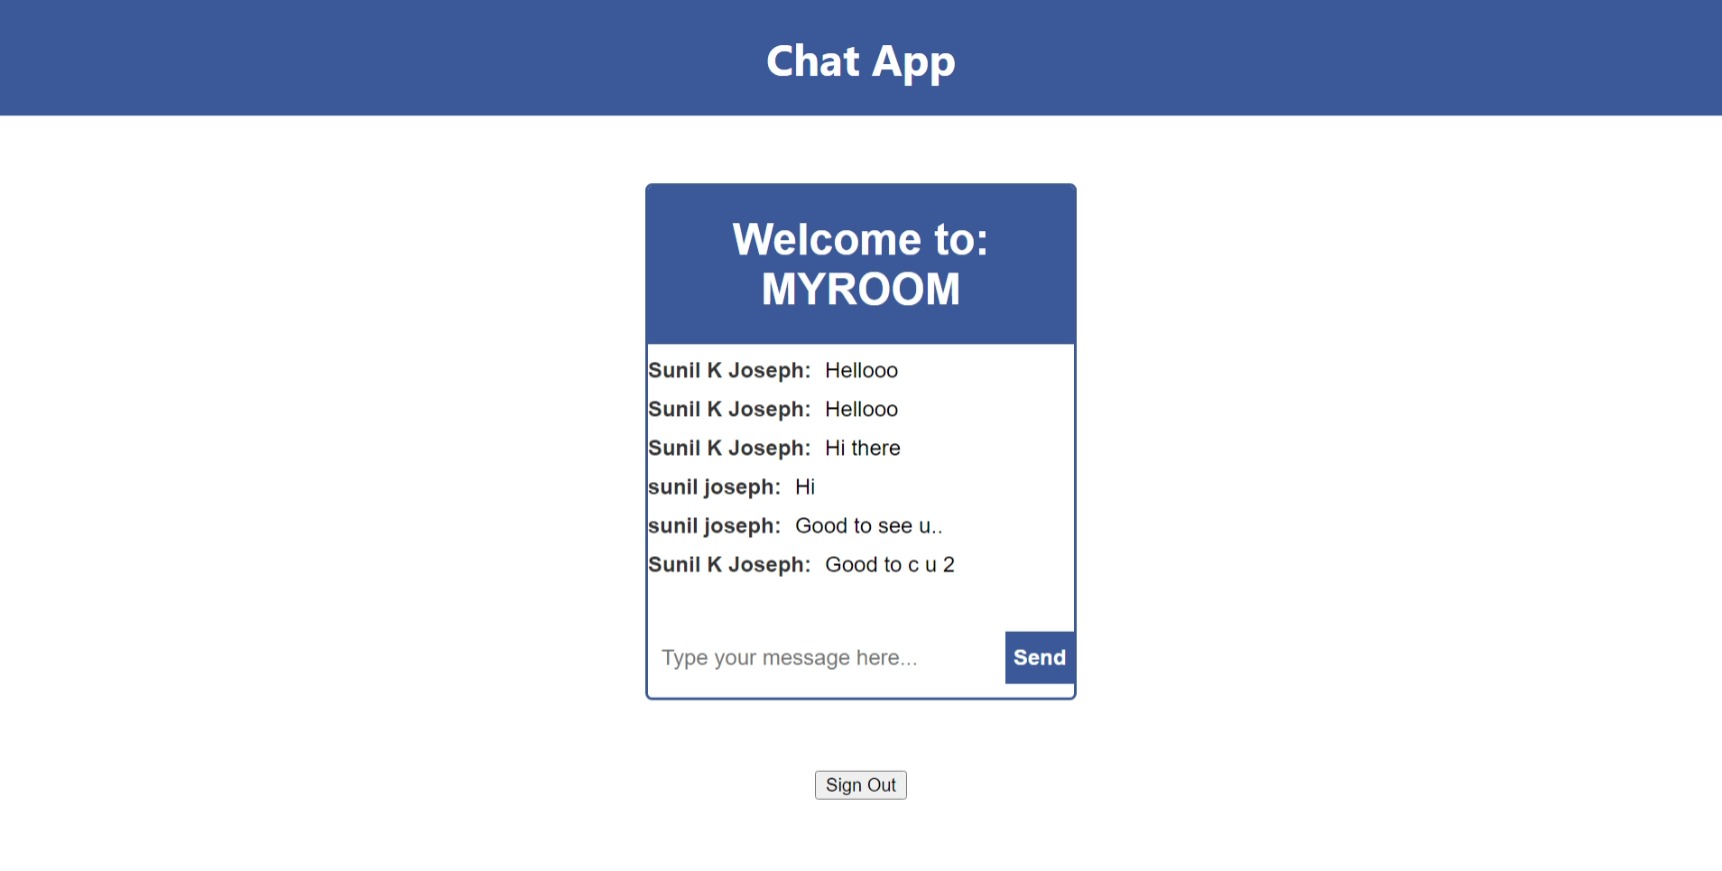 Chat App
Welcome to:
MYROOM
Sunil K Joseph: Hellooo
Sunil K Joseph: Hellooo
Sunil K Joseph: Hi there
sunil joseph: Hi
sunil joseph: Good to see u..
Sunil K Joseph: Good to c u 2
Type your message here... Send
Sign Out